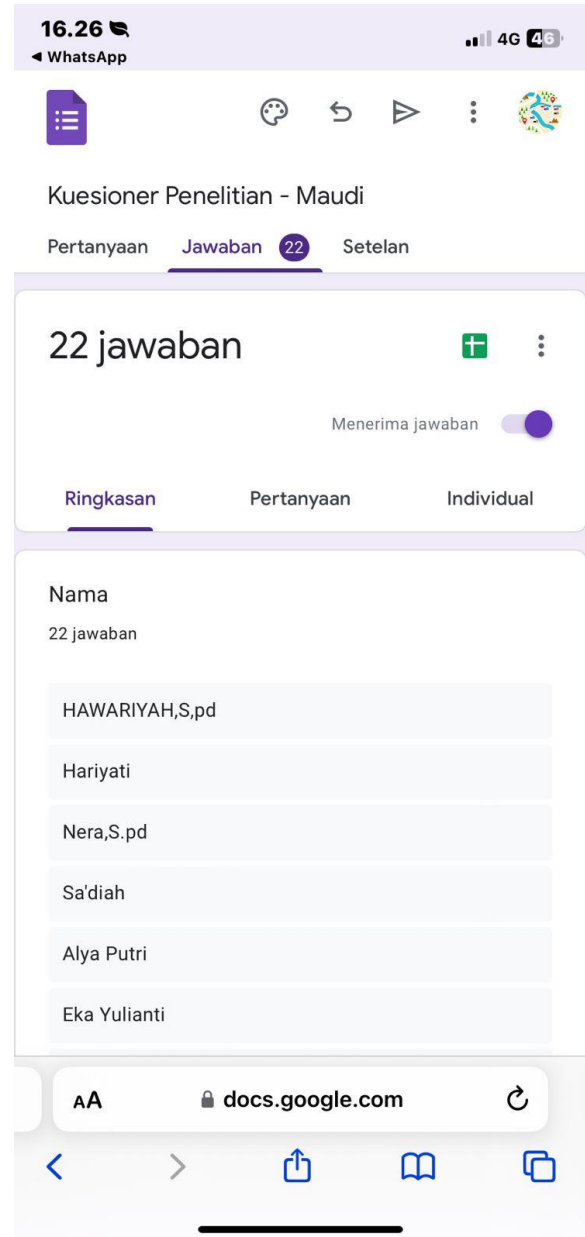 16.26
4G 46
◀ WhatsApp
Kuesioner Penelitian - Maudi
Pertanyaan Jawaban 22 Setelan
22 jawaban
Menerima jawaban
Ringkasan Pertanyaan Individual
Nama
22 jawaban
HAWARIYAH,S,pd
Hariyati
Nera,S.pd
Sa'diah
Alya Putri
Eka Yulianti
AA docs.google.com